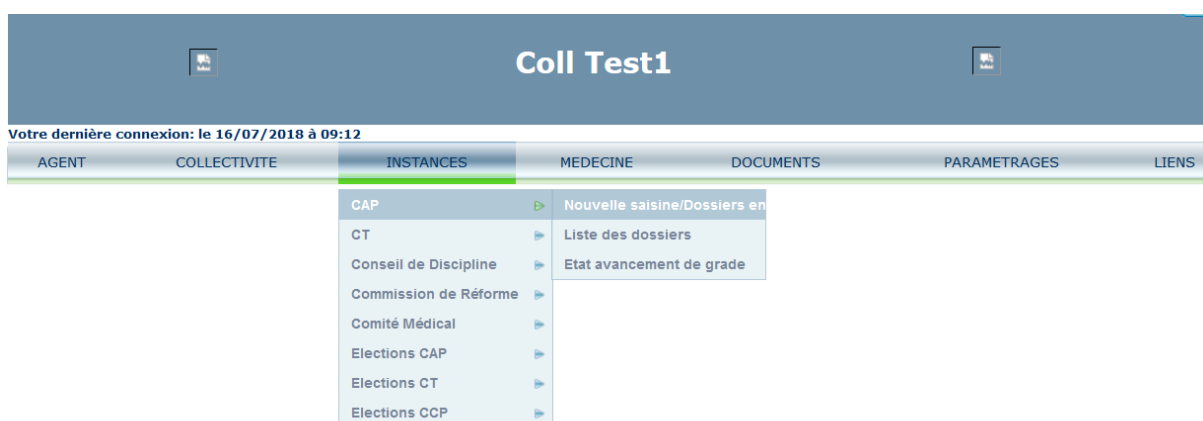 Coll Test1
Votre dernière connexion: le 16/07/2018 à 09:12
AGENT COLLECTIVITE INSTANCES MEDECINE DOCUMENTS PARAMETRAGES LIENS
CAP Nouvelle saisine/Dossiers en
CT Liste des dossiers
Conseil de Discipline Etat avancement de grade
Commission de Réforme
Comité Médical
Elections CAP
Elections CT
Elections CCP